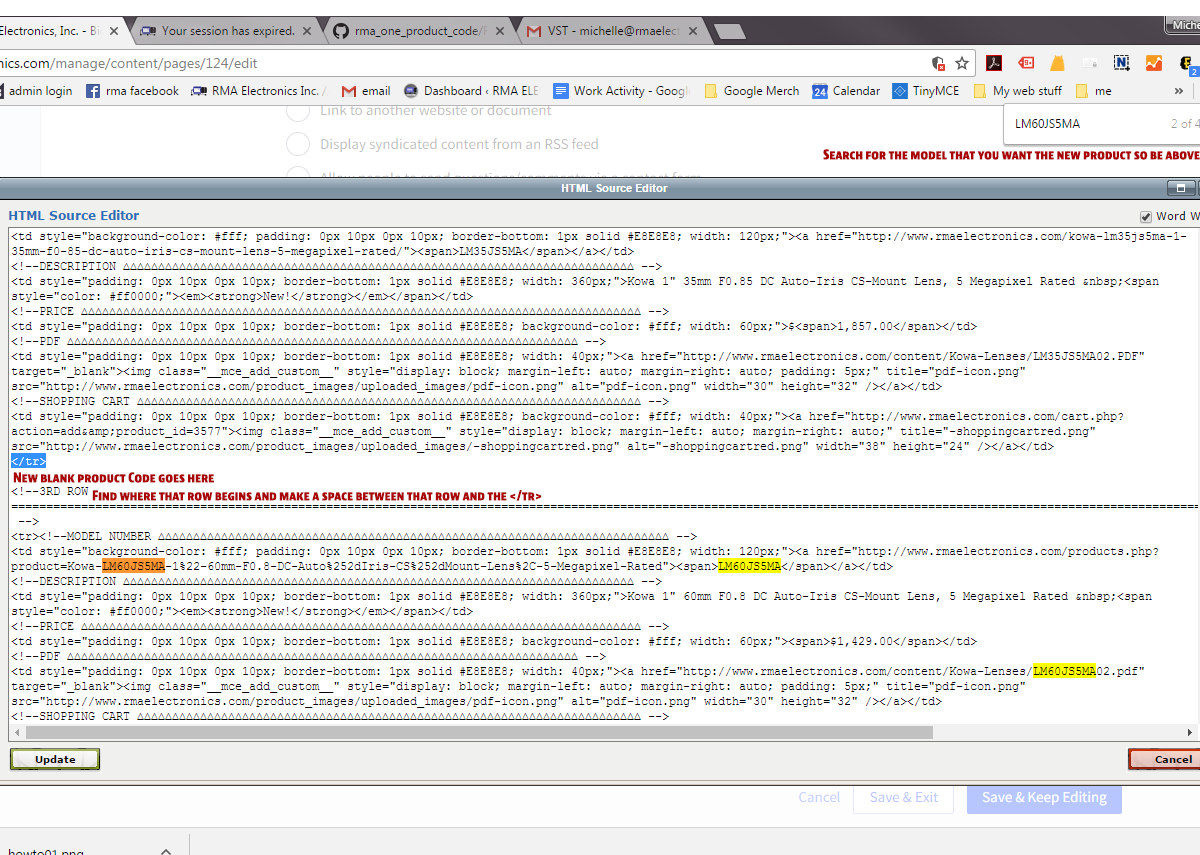 Electronics, Inc. - B
Your session has expired.
rma_one_product_code/
VST - michelle@rmaelect
Miche
nics.com/manage/content/pages/124/edit
admin login
rma facebook
RMA Electronics Inc. /
email
Dashboard ‹ RMA ELE
Work Activity - Google
Google Merch
24 Calendar
TinyMCE
My web stuff
me
»
Link to another website or document
LM60JS5MA 2 of 4
Display syndicated content from an RSS feed
Search for the model that you want the new product so be above
HTML Source Editor
HTML Source Editor
Word W
<td style="background-color: #fff; padding: 0px 10px 0px 10px; border-bottom: 1px solid #E8E8E8; width: 120px;"><a href="http://www.rmaelectronics.com/kowa-lm35js5ma-1-
35mm-f0-85-dc-auto-iris-cs-mount-lens-5-megapixel-rated/"><span>LM35JS5MA</span></a></td>
<!--DESCRIPTION ΔΔΔΔΔΔΔΔΔΔΔΔΔΔΔΔΔΔΔΔΔΔΔΔΔΔΔΔΔΔΔΔΔΔΔΔΔΔΔΔΔΔΔΔΔΔΔΔΔΔΔΔΔΔΔΔΔΔΔΔΔΔΔΔΔΔΔΔΔΔΔΔΔ -->
<td style="padding: 0px 10px 0px 10px; border-bottom: 1px solid #E8E8E8; width: 360px;">Kowa 1" 35mm F0.85 DC Auto-Iris CS-Mount Lens, 5 Megapixel Rated &nbsp;<span
style="color: #ff0000;"><em><strong>New!</strong></em></span></td>
<!--PRICE ΔΔΔΔΔΔΔΔΔΔΔΔΔΔΔΔΔΔΔΔΔΔΔΔΔΔΔΔΔΔΔΔΔΔΔΔΔΔΔΔΔΔΔΔΔΔΔΔΔΔΔΔΔΔΔΔΔΔΔΔΔΔΔΔΔΔΔΔΔΔΔΔΔΔΔΔΔΔΔΔ -->
<td style="padding: 0px 10px 0px 10px; border-bottom: 1px solid #E8E8E8; background-color: #fff; width: 60px;">$<span>1,857.00</span></td>
<!--PDF ΔΔΔΔΔΔΔΔΔΔΔΔΔΔΔΔΔΔΔΔΔΔΔΔΔΔΔΔΔΔΔΔΔΔΔΔΔΔΔΔΔΔΔΔΔΔΔΔΔΔΔΔΔΔΔΔΔΔΔΔΔΔΔΔΔΔΔΔΔΔΔΔΔ -->
<td style="padding: 0px 10px 0px 10px; border-bottom: 1px solid #E8E8E8; width: 40px;"><a href="http://www.rmaelectronics.com/content/Kowa-Lenses/LM35JS5MA02.PDF"
target="_blank"><img class="__mce_add_custom__" style="display: block; margin-left: auto; margin-right: auto; padding: 5px;" title="pdf-icon.png"
src="http://www.rmaelectronics.com/product_images/uploaded_images/pdf-icon.png" alt="pdf-icon.png" width="30" height="32" /></a></td>
<!--SHOPPING CART ΔΔΔΔΔΔΔΔΔΔΔΔΔΔΔΔΔΔΔΔΔΔΔΔΔΔΔΔΔΔΔΔΔΔΔΔΔΔΔΔΔΔΔΔΔΔΔΔΔΔΔΔΔΔΔΔΔΔΔΔΔΔΔΔΔΔΔΔΔΔΔΔ -->
<td style="padding: 0px 10px 0px 10px; border-bottom: 1px solid #E8E8E8; background-color: #fff; width: 40px;"><a href="http://www.rmaelectronics.com/cart.php?
action=add&amp;product_id=3577"><img class="__mce_add_custom__" style="display: block; margin-left: auto; margin-right: auto;" title="-shoppingcartred.png"
src="http://www.rmaelectronics.com/product_images/uploaded_images/-shoppingcartred.png" alt="-shoppingcartred.png" width="38" height="24" /></a></td>
</tr>
New blank product Code goes here
<!--3RD ROW
Find where that row begins and make a space between that row and the </tr>
-->
<tr><!--MODEL NUMBER ΔΔΔΔΔΔΔΔΔΔΔΔΔΔΔΔΔΔΔΔΔΔΔΔΔΔΔΔΔΔΔΔΔΔΔΔΔΔΔΔΔΔΔΔΔΔΔΔΔΔΔΔΔΔΔΔΔΔΔΔΔΔΔΔΔΔΔΔΔΔΔΔΔ -->
<td style="background-color: #fff; padding: 0px 10px 0px 10px; border-bottom: 1px solid #E8E8E8; width: 120px;"><a href="http://www.rmaelectronics.com/products.php?
product=Kowa-LM60JS5MA-1%22-60mm-F0.8-DC-Auto%252dIris-CS%252dMount-Lens%2C-5-Megapixel-Rated"><span>LM60JS5MA</span></a></td>
<!--DESCRIPTION ΔΔΔΔΔΔΔΔΔΔΔΔΔΔΔΔΔΔΔΔΔΔΔΔΔΔΔΔΔΔΔΔΔΔΔΔΔΔΔΔΔΔΔΔΔΔΔΔΔΔΔΔΔΔΔΔΔΔΔΔΔΔΔΔΔΔΔΔΔΔΔΔΔ -->
<td style="padding: 0px 10px 0px 10px; border-bottom: 1px solid #E8E8E8; width: 360px;">Kowa 1" 60mm F0.8 DC Auto-Iris CS-Mount Lens, 5 Megapixel Rated &nbsp;<span
style="color: #ff0000;"><em><strong>New!</strong></em></span></td>
<!--PRICE ΔΔΔΔΔΔΔΔΔΔΔΔΔΔΔΔΔΔΔΔΔΔΔΔΔΔΔΔΔΔΔΔΔΔΔΔΔΔΔΔΔΔΔΔΔΔΔΔΔΔΔΔΔΔΔΔΔΔΔΔΔΔΔΔΔΔΔΔΔΔΔΔΔΔΔΔΔΔΔΔ -->
<td style="padding: 0px 10px 0px 10px; border-bottom: 1px solid #E8E8E8; background-color: #fff; width: 60px;"><span>$1,429.00</span></td>
<!--PDF ΔΔΔΔΔΔΔΔΔΔΔΔΔΔΔΔΔΔΔΔΔΔΔΔΔΔΔΔΔΔΔΔΔΔΔΔΔΔΔΔΔΔΔΔΔΔΔΔΔΔΔΔΔΔΔΔΔΔΔΔΔΔΔΔΔΔΔΔΔΔΔΔΔ -->
<td style="padding: 0px 10px 0px 10px; border-bottom: 1px solid #E8E8E8; width: 40px;"><a href="http://www.rmaelectronics.com/content/Kowa-Lenses/LM60JS5MA02.pdf"
target="_blank"><img class="__mce_add_custom__" style="display: block; margin-left: auto; margin-right: auto; padding: 5px;" title="pdf-icon.png"
src="http://www.rmaelectronics.com/product_images/uploaded_images/pdf-icon.png" alt="pdf-icon.png" width="30" height="32" /></a></td>
<!--SHOPPING CART ΔΔΔΔΔΔΔΔΔΔΔΔΔΔΔΔΔΔΔΔΔΔΔΔΔΔΔΔΔΔΔΔΔΔΔΔΔΔΔΔΔΔΔΔΔΔΔΔΔΔΔΔΔΔΔΔΔΔΔΔΔΔΔΔΔΔΔΔΔΔΔΔ -->
Update
Cancel
Cancel
Save & Exit
Save & Keep Editing
howto01.png